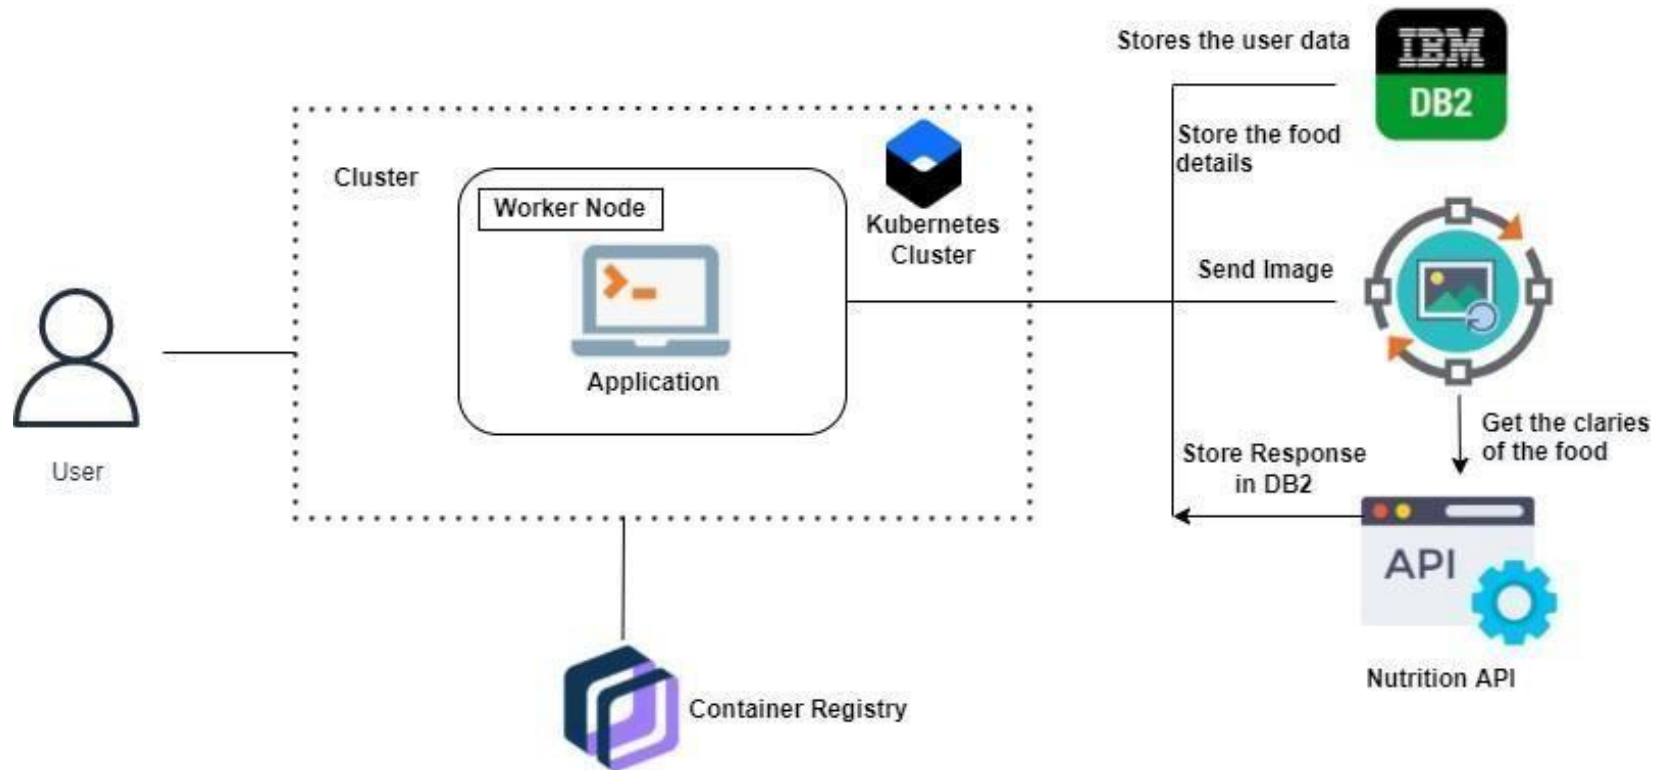 Stores the user data
IBM
DB2
Store the food
details
Cluster
Worker Node
Kubernetes
Cluster
Send Image
Application
Get the claries
of the food
User
Store Response
in DB2
API
Nutrition API
Container Registry